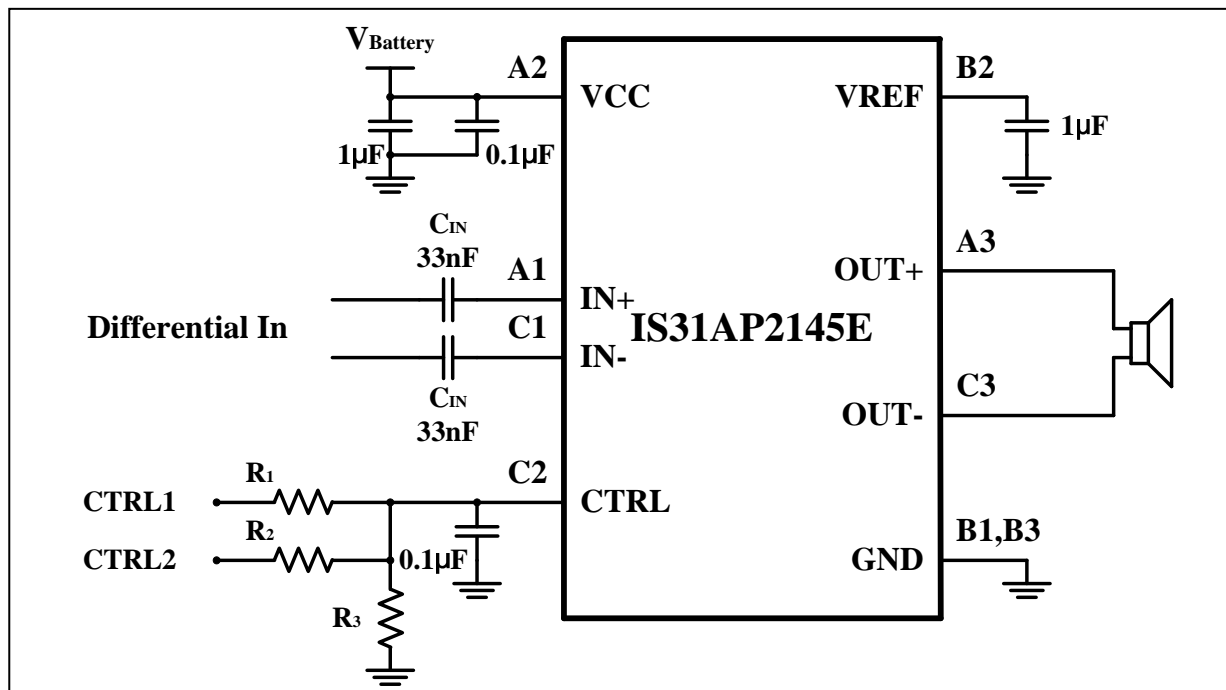 VBattery
A2
VCC
1µF
0.1µF
VREF
B2
1µF
CIN
33nF
A1
IN+
Differential In
C1
IN-
CIN
33nF
IS31AP2145E
OUT+
A3
C3
OUT-
R1
CTRL1
C2
CTRL
R2
CTRL2
0.1µF
R3
B1,B3
GND